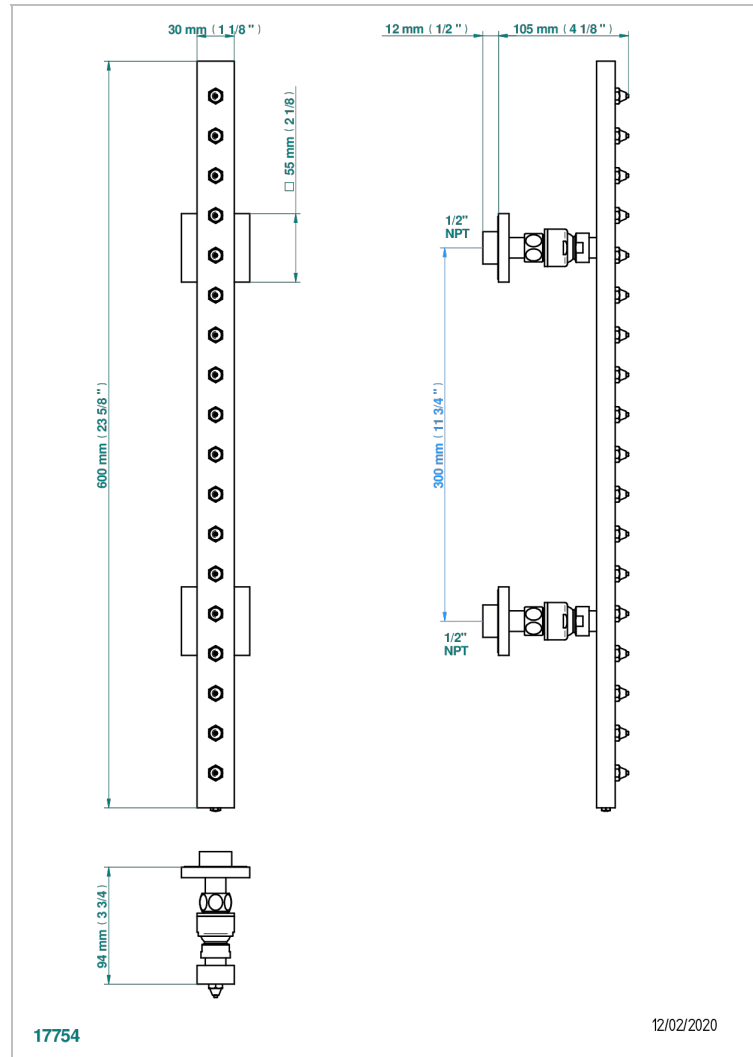 30 mm ( 1 1/8 " )
12 mm ( 1/2 " )
105 mm ( 4 1/8 " )
□ 55 mm ( 2 1/8 )
1/2"
NPT
600 mm ( 23 5/8 " )
300 mm ( 11 3/4 " )
1/2"
NPT
94 mm ( 3 3/4 )
17754
12/02/2020